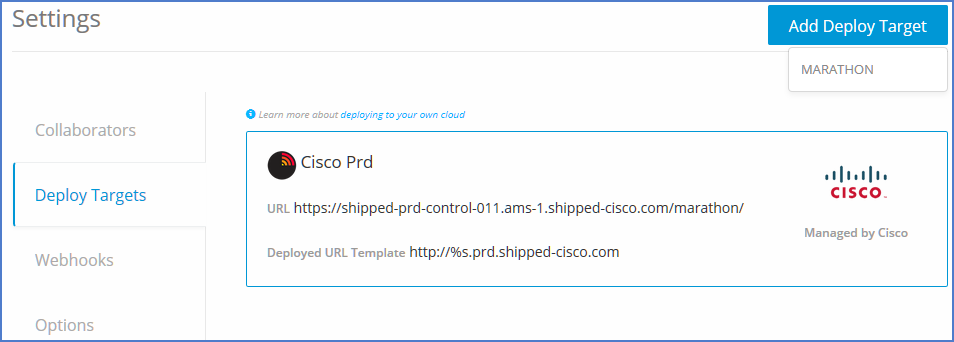 Settings
Add Deploy Target
MARATHON
Collaborators
Deploy Targets
Webhooks
Options
Learn more about deploying to your own cloud
Cisco Prd
URL https://shipped-prd-control-011.ams-1.shipped-cisco.com/marathon/
Deployed URL Template http://%s.prd.shipped-cisco.com
CISCO
Managed by Cisco